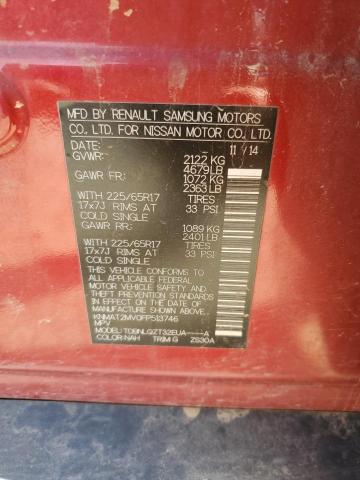 MFD BY RENAULT SAMSUNG MOTORS
CO., LTD. FOR NISSAN MOTOR CO., LTD.
DATE: 11/14
GVWR: 2122 KG
4679 LB
GAWR FR: 1072 KG
2363 LB
WITH 225/65R17 TIRES
17x7J RIMS AT 33 PSI
COLD SINGLE
GAWR RR: 1089 KG
2401 LB
WITH 225/65R17 TIRES
17x7J RIMS AT 33 PSI
COLD SINGLE
THIS VEHICLE CONFORMS TO ALL
APPLICABLE FEDERAL MOTOR VEHICLE
SAFETY STANDARDS IN EFFECT ON THE
DATE OF MANUFACTURE SHOWN ABOVE.
KNMAT2MV0FP513746
MPV
MODEL: TDBNLQZT32EUA-----A
COLOR: NAH TRIM: G ZS30A